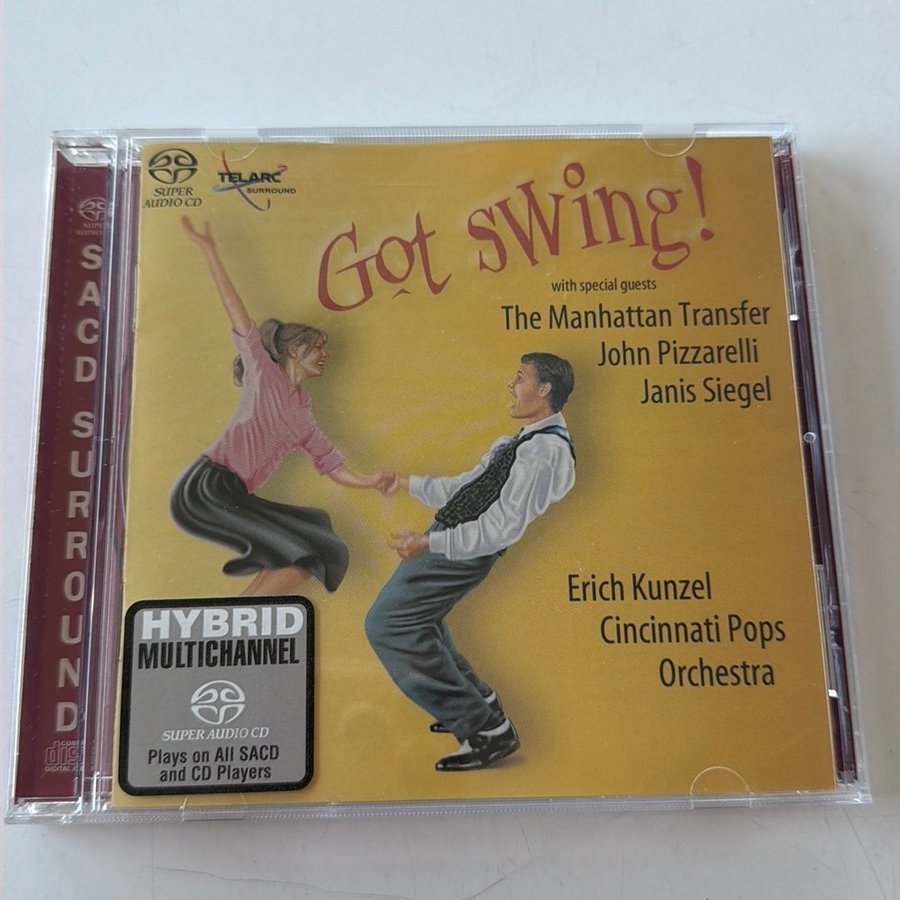 SUPER
AUDIO CD
TELARC
SURROUND
Got swing!
with special guests
The Manhattan Transfer
John Pizzarelli
Janis Siegel
Erich Kunzel
Cincinnati Pops
Orchestra
HYBRID
MULTICHANNEL
SUPER AUDIO CD
Plays on All SACD
and CD Players
SACD SURROUND